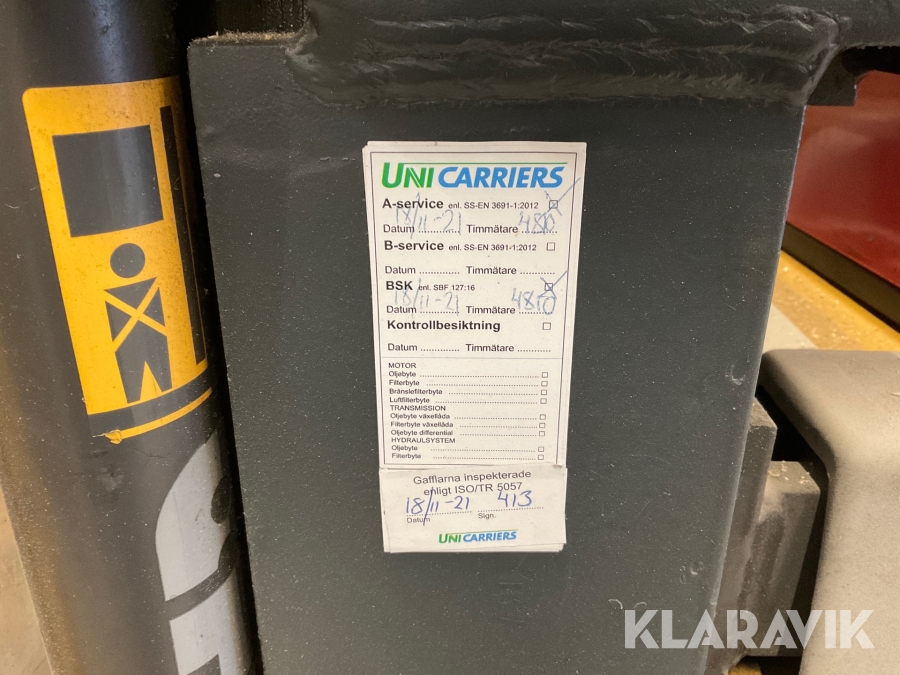 UNICARRIERS
A-service enl. SS-EN 3691-1:2012 ☒
Datum 18/11-21 Timmätare 4810
B-service enl. SS-EN 3691-1:2012 ☐
Datum ............ Timmätare ............
BSK enl. SBF 127:16 ☒
Datum 18/11-21 Timmätare 4810
Kontrollbesiktning ☐
Datum ............ Timmätare ............
MOTOR
Oljebyte ☐
Filterbyte ☐
Bränslefilterbyte ☐
Luftfilterbyte ☐
TRANSMISSION
Oljebyte växellåda ☐
Filterbyte växellåda ☐
Oljebyte differential ☐
HYDRAULSYSTEM
Oljebyte ☐
Filterbyte ☐
Gafflarna inspekterade
enligt ISO/TR 5057
18/11-21 413
Datum Sign.
UNICARRIERS
KLARAVIK